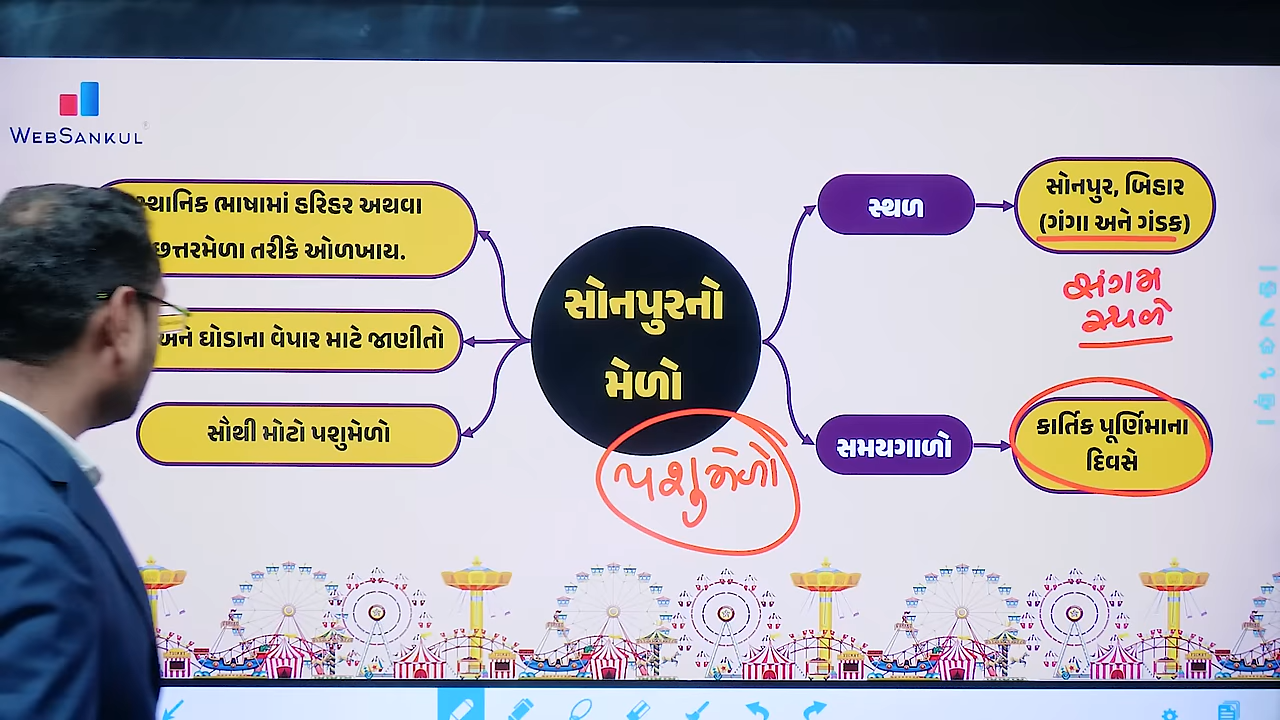 WEBSANKUL
સ્થાનિક ભાષામાં હરિહર અથવા
છત્તરમેળા તરીકે ઓળખાય.
અને ઘોડાના વેપાર માટે જાણીતો
સૌથી મોટો પશુમેળો
સોનપુરનો
મેળો
પશુમેળો
સ્થળ
સોનપુર, બિહાર
(ગંગા અને ગંડક)
સંગમ
સ્થળે
સમયગાળો
કાર્તિક પૂર્ણિમાના
દિવસે